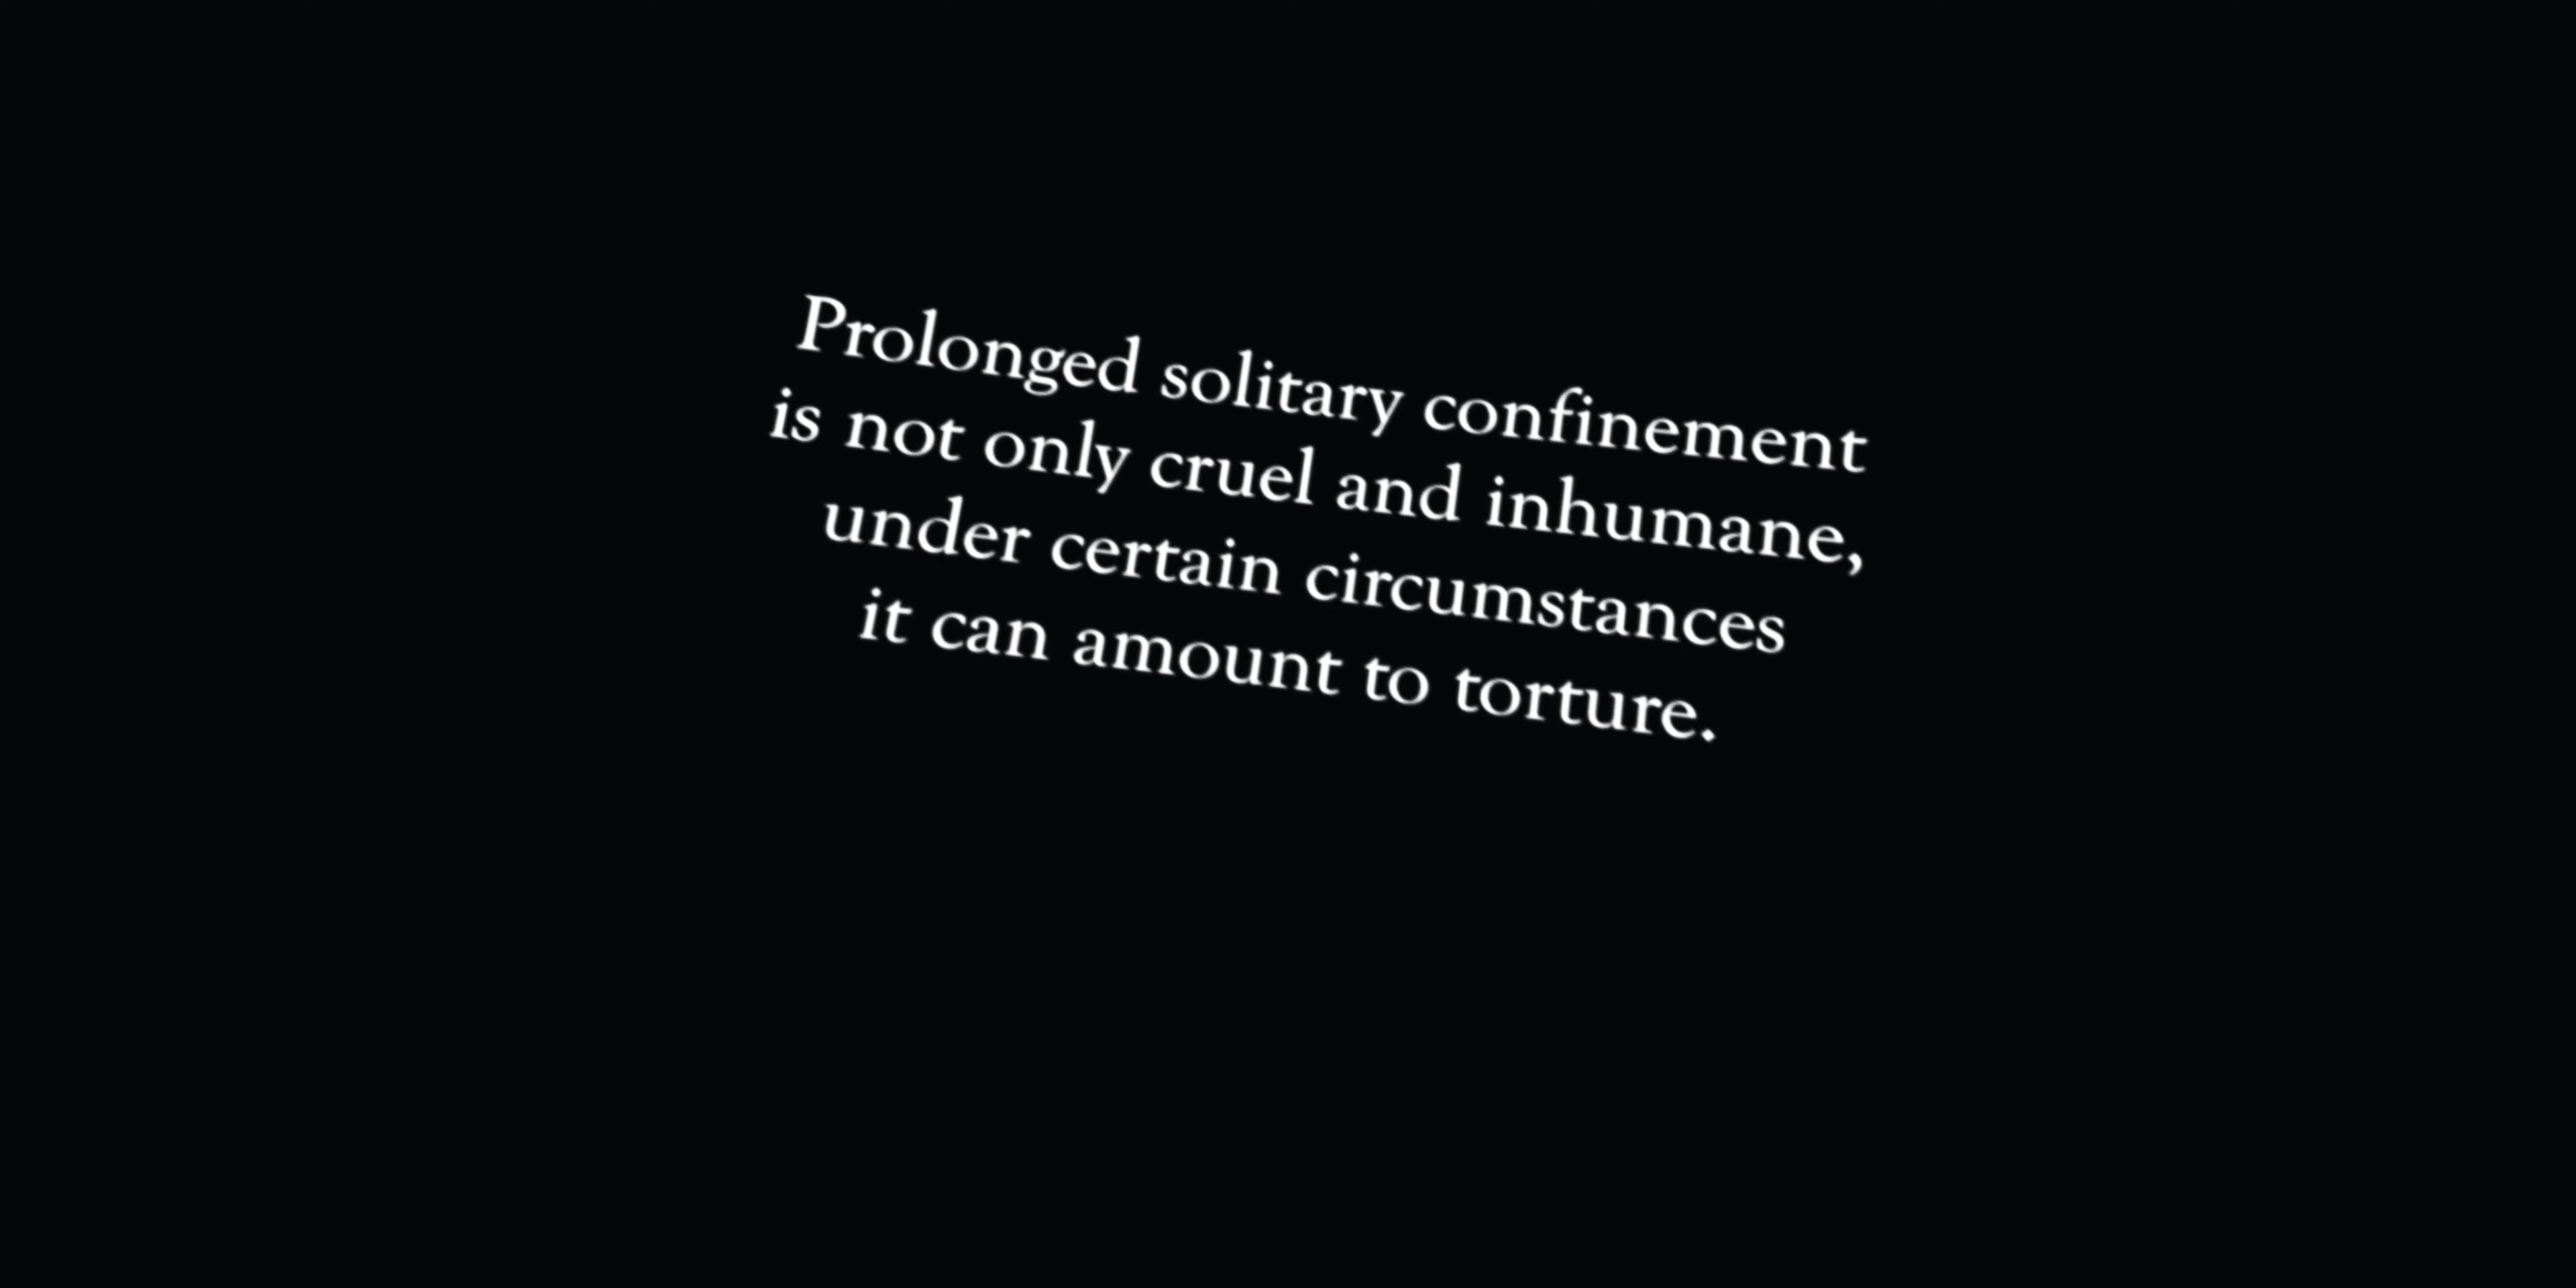 Prolonged solitary confinement
is not only cruel and inhumane,
under certain circumstances
it can amount to torture.